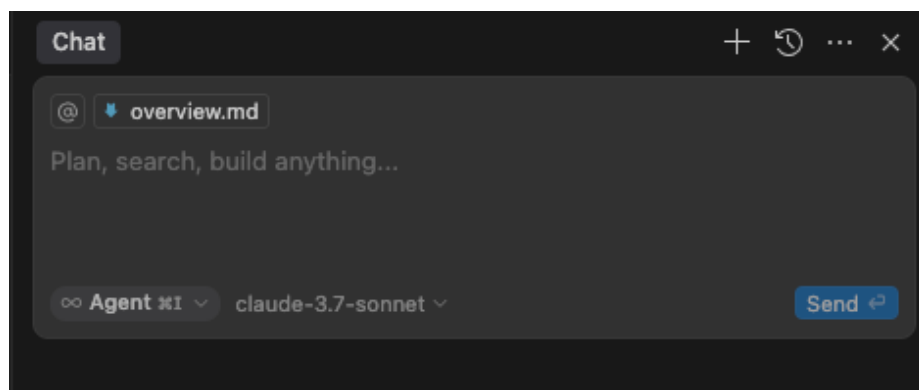 Chat
@ overview.md
Plan, search, build anything...
∞ Agent ⌘I claude-3.7-sonnet Send